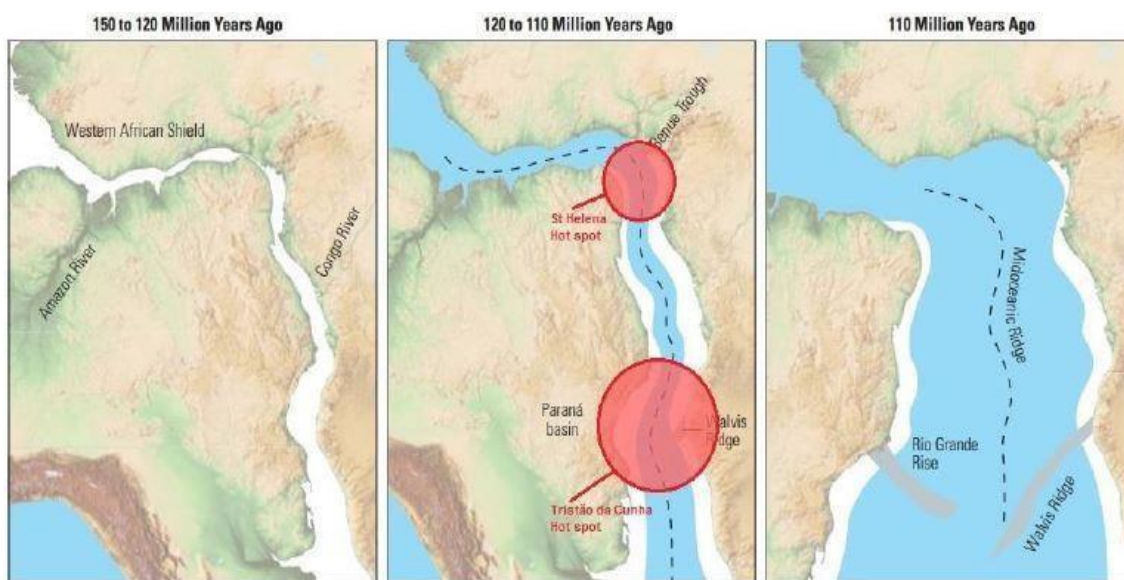 150 to 120 Million Years Ago
Western African Shield
Amazon River
Congo River
120 to 110 Million Years Ago
Benue Trough
St Helena
Hot spot
Paraná
basin
Walvis
Ridge
Tristão da Cunha
Hot spot
110 Million Years Ago
Midoceanic Ridge
Rio Grande
Rise
Walvis Ridge